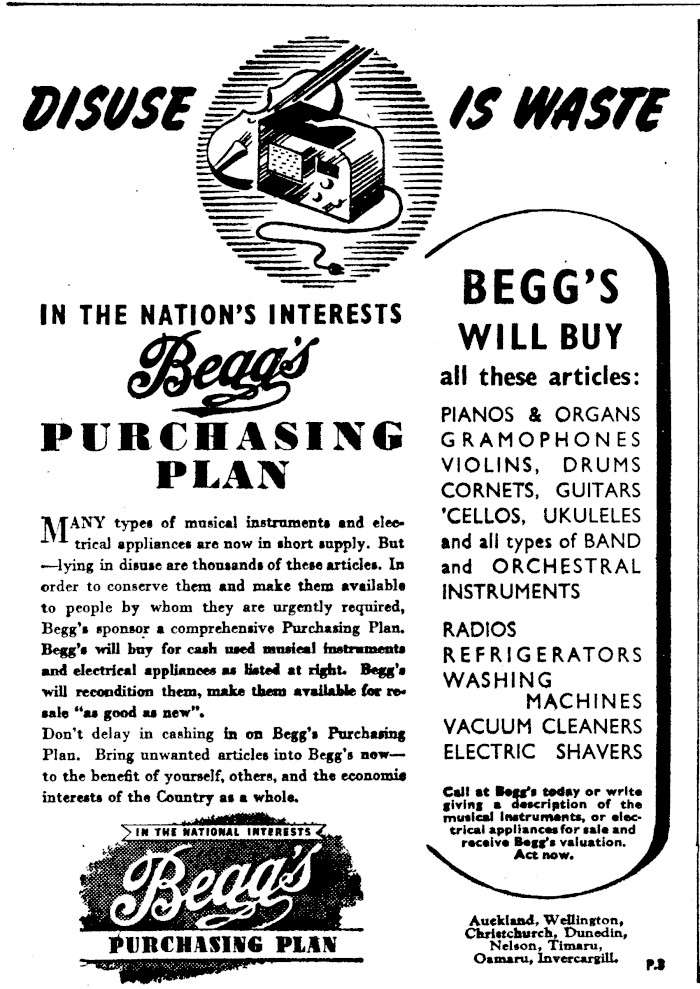 DISUSE IS WASTE
IN THE NATION'S INTERESTS
Begg's
PURCHASING
PLAN
MANY types of musical instruments and elec-
trical appliances are now in short supply. But
—lying in disuse are thousands of these articles. In
order to conserve them and make them available
to people by whom they are urgently required,
Begg's sponsor a comprehensive Purchasing Plan.
Begg's will buy for cash used musical instruments
and electrical appliances as listed at right. Begg's
will recondition them, make them available for re-
sale "as good as new".
Don't delay in cashing in on Begg's Purchasing
Plan. Bring unwanted articles into Begg's now—
to the benefit of yourself, others, and the economic
interests of the Country as a whole.
IN THE NATIONAL INTERESTS
Begg's
PURCHASING PLAN
BEGG'S
WILL BUY
all these articles:
PIANOS & ORGANS
GRAMOPHONES
VIOLINS, DRUMS
CORNETS, GUITARS
'CELLOS, UKULELES
and all types of BAND
and ORCHESTRAL
INSTRUMENTS
RADIOS
REFRIGERATORS
WASHING
MACHINES
VACUUM CLEANERS
ELECTRIC SHAVERS
Call at Begg's today or write
giving a description of the
musical instruments, or elec-
trical appliances for sale and
receive Begg's valuation.
Act now.
Auckland, Wellington,
Christchurch, Dunedin,
Nelson, Timaru,
Oamaru, Invercargill.
P.3